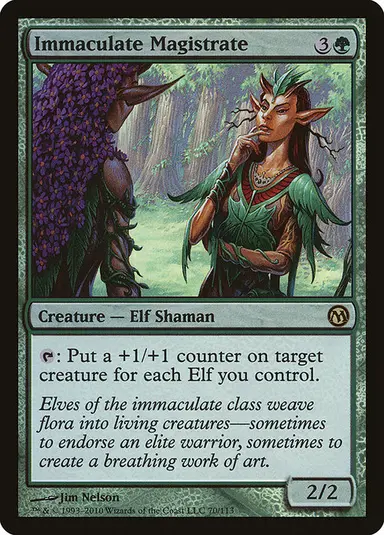 Immaculate Magistrate 3
Creature — Elf Shaman
: Put a +1/+1 counter on target
creature for each Elf you control.
Elves of the immaculate class weave
flora into living creatures—sometimes
to endorse an elite warrior, sometimes to
create a breathing work of art.
Jim Nelson
2/2
™ & © 1993–2010 Wizards of the Coast LLC 70/113